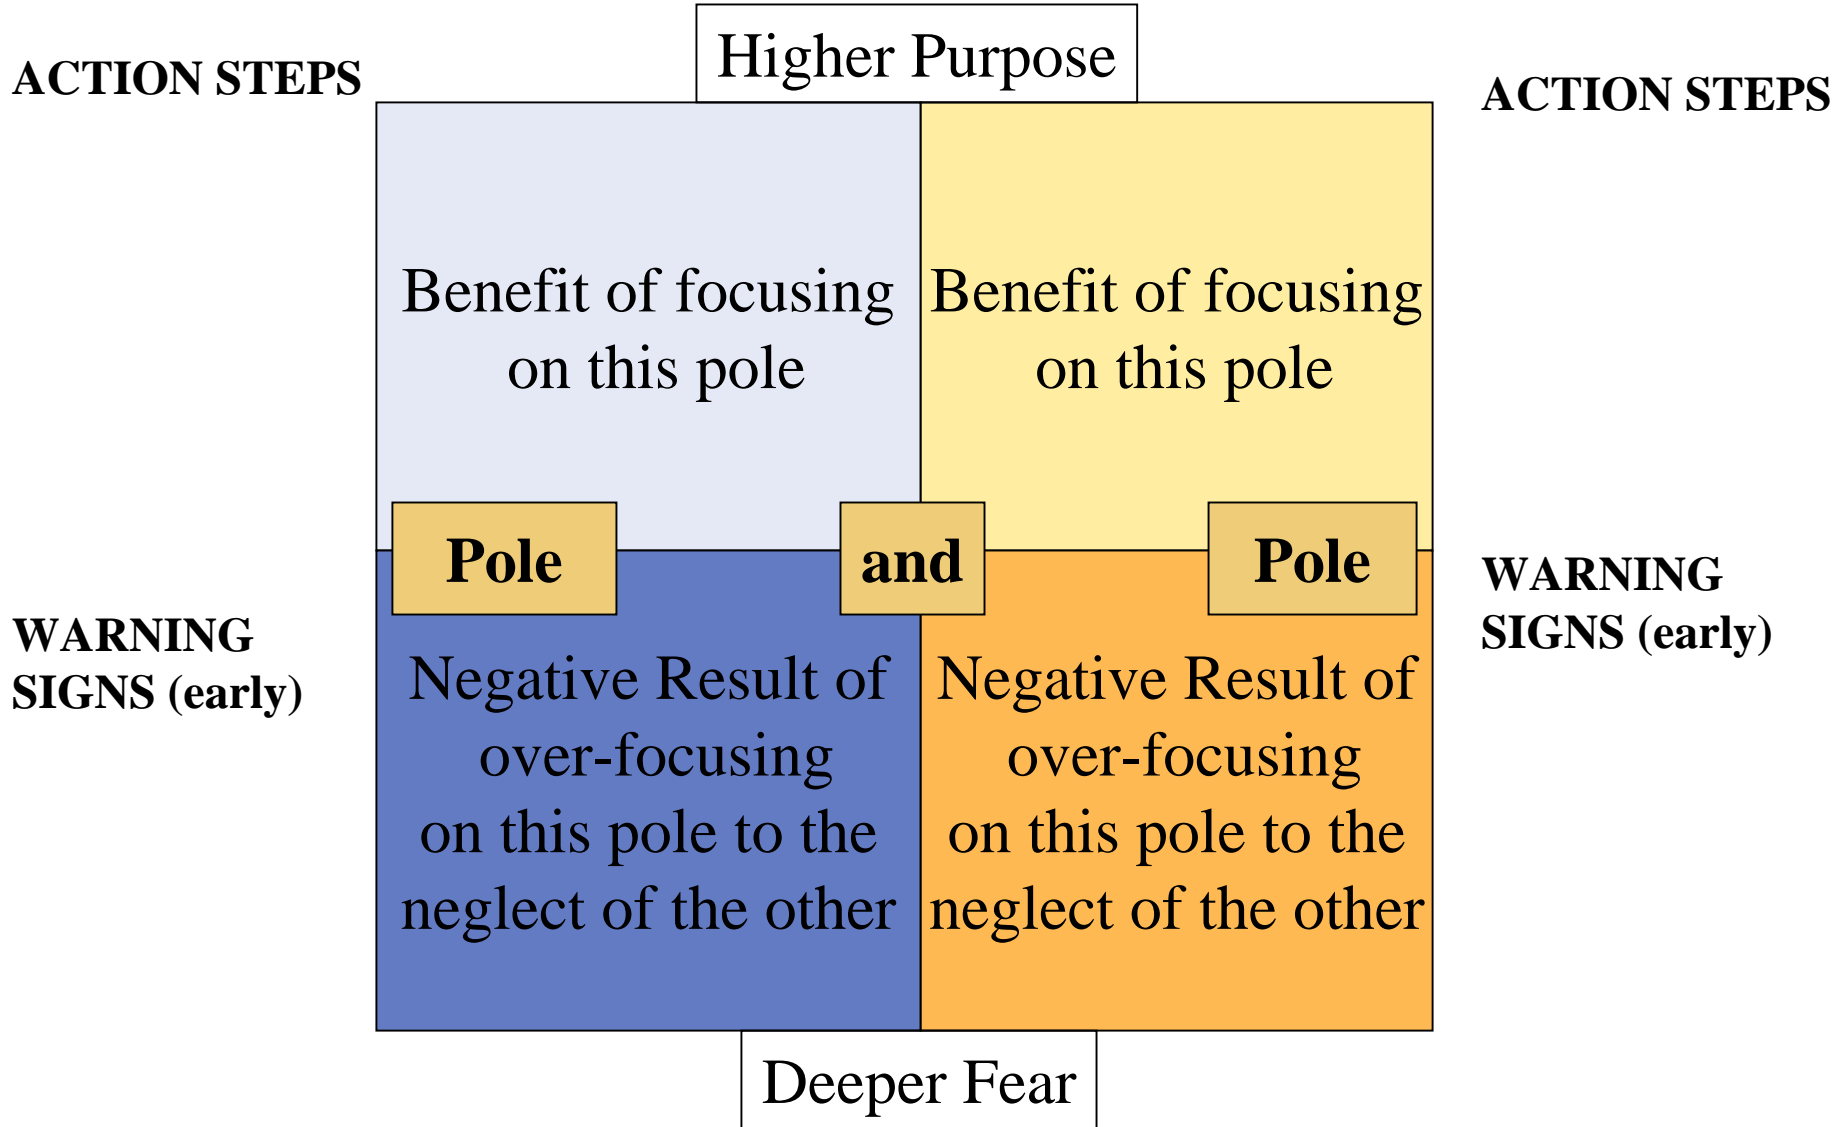 Higher Purpose
ACTION STEPS
ACTION STEPS
Benefit of focusing
on this pole
Benefit of focusing
on this pole
Pole
and
Pole
WARNING
SIGNS (early)
WARNING
SIGNS (early)
Negative Result of
over-focusing
on this pole to the
neglect of the other
Negative Result of
over-focusing
on this pole to the
neglect of the other
Deeper Fear